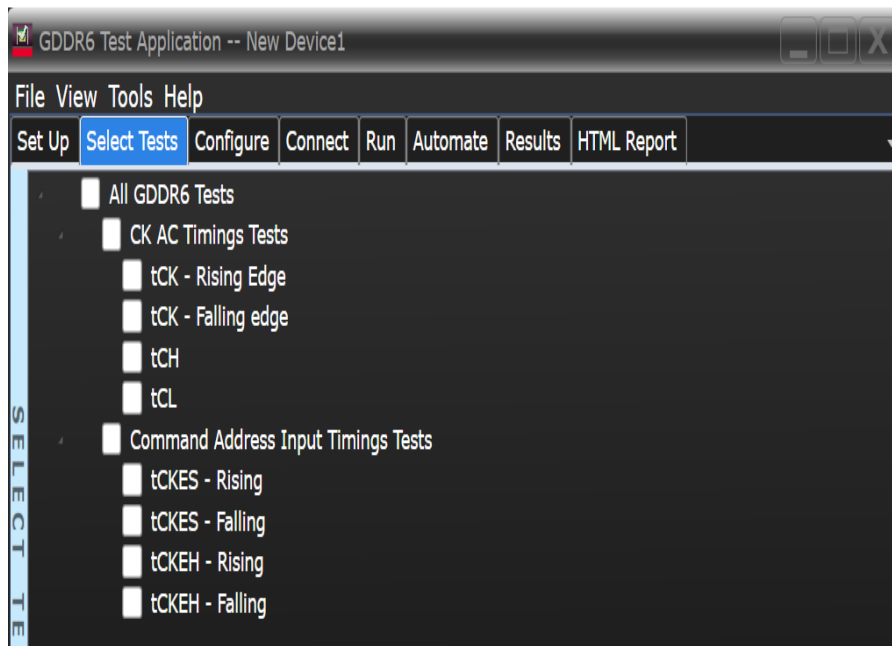 GDDR6 Test Application -- New Device1
File View Tools Help
Set Up Select Tests Configure Connect Run Automate Results HTML Report
All GDDR6 Tests
CK AC Timings Tests
tCK - Rising Edge
tCK - Falling edge
tCH
tCL
Command Address Input Timings Tests
tCKES - Rising
tCKES - Falling
tCKEH - Rising
tCKEH - Falling
SELECT TE